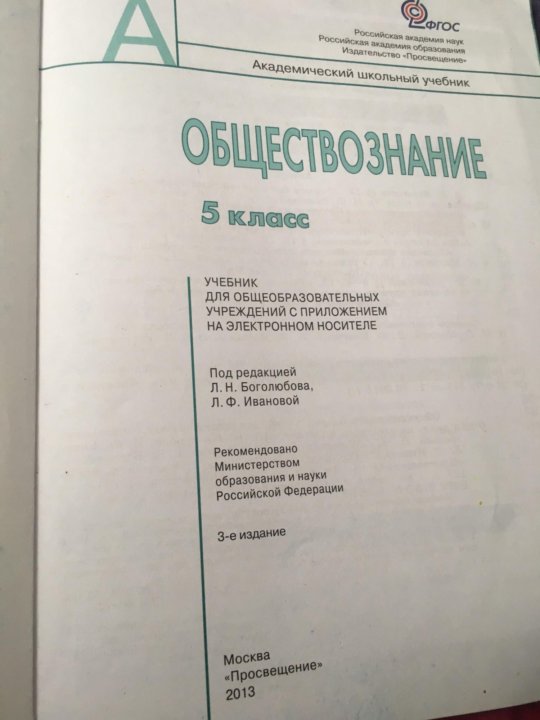 А
ФГОС
Российская академия наук
Российская академия образования
Издательство «Просвещение»
Академический школьный учебник
ОБЩЕСТВОЗНАНИЕ
5 класс
УЧЕБНИК
ДЛЯ ОБЩЕОБРАЗОВАТЕЛЬНЫХ
УЧРЕЖДЕНИЙ С ПРИЛОЖЕНИЕМ
НА ЭЛЕКТРОННОМ НОСИТЕЛЕ
Под редакцией
Л. Н. Боголюбова,
Л. Ф. Ивановой
Рекомендовано
Министерством
образования и науки
Российской Федерации
3-е издание
Москва
«Просвещение»
2013